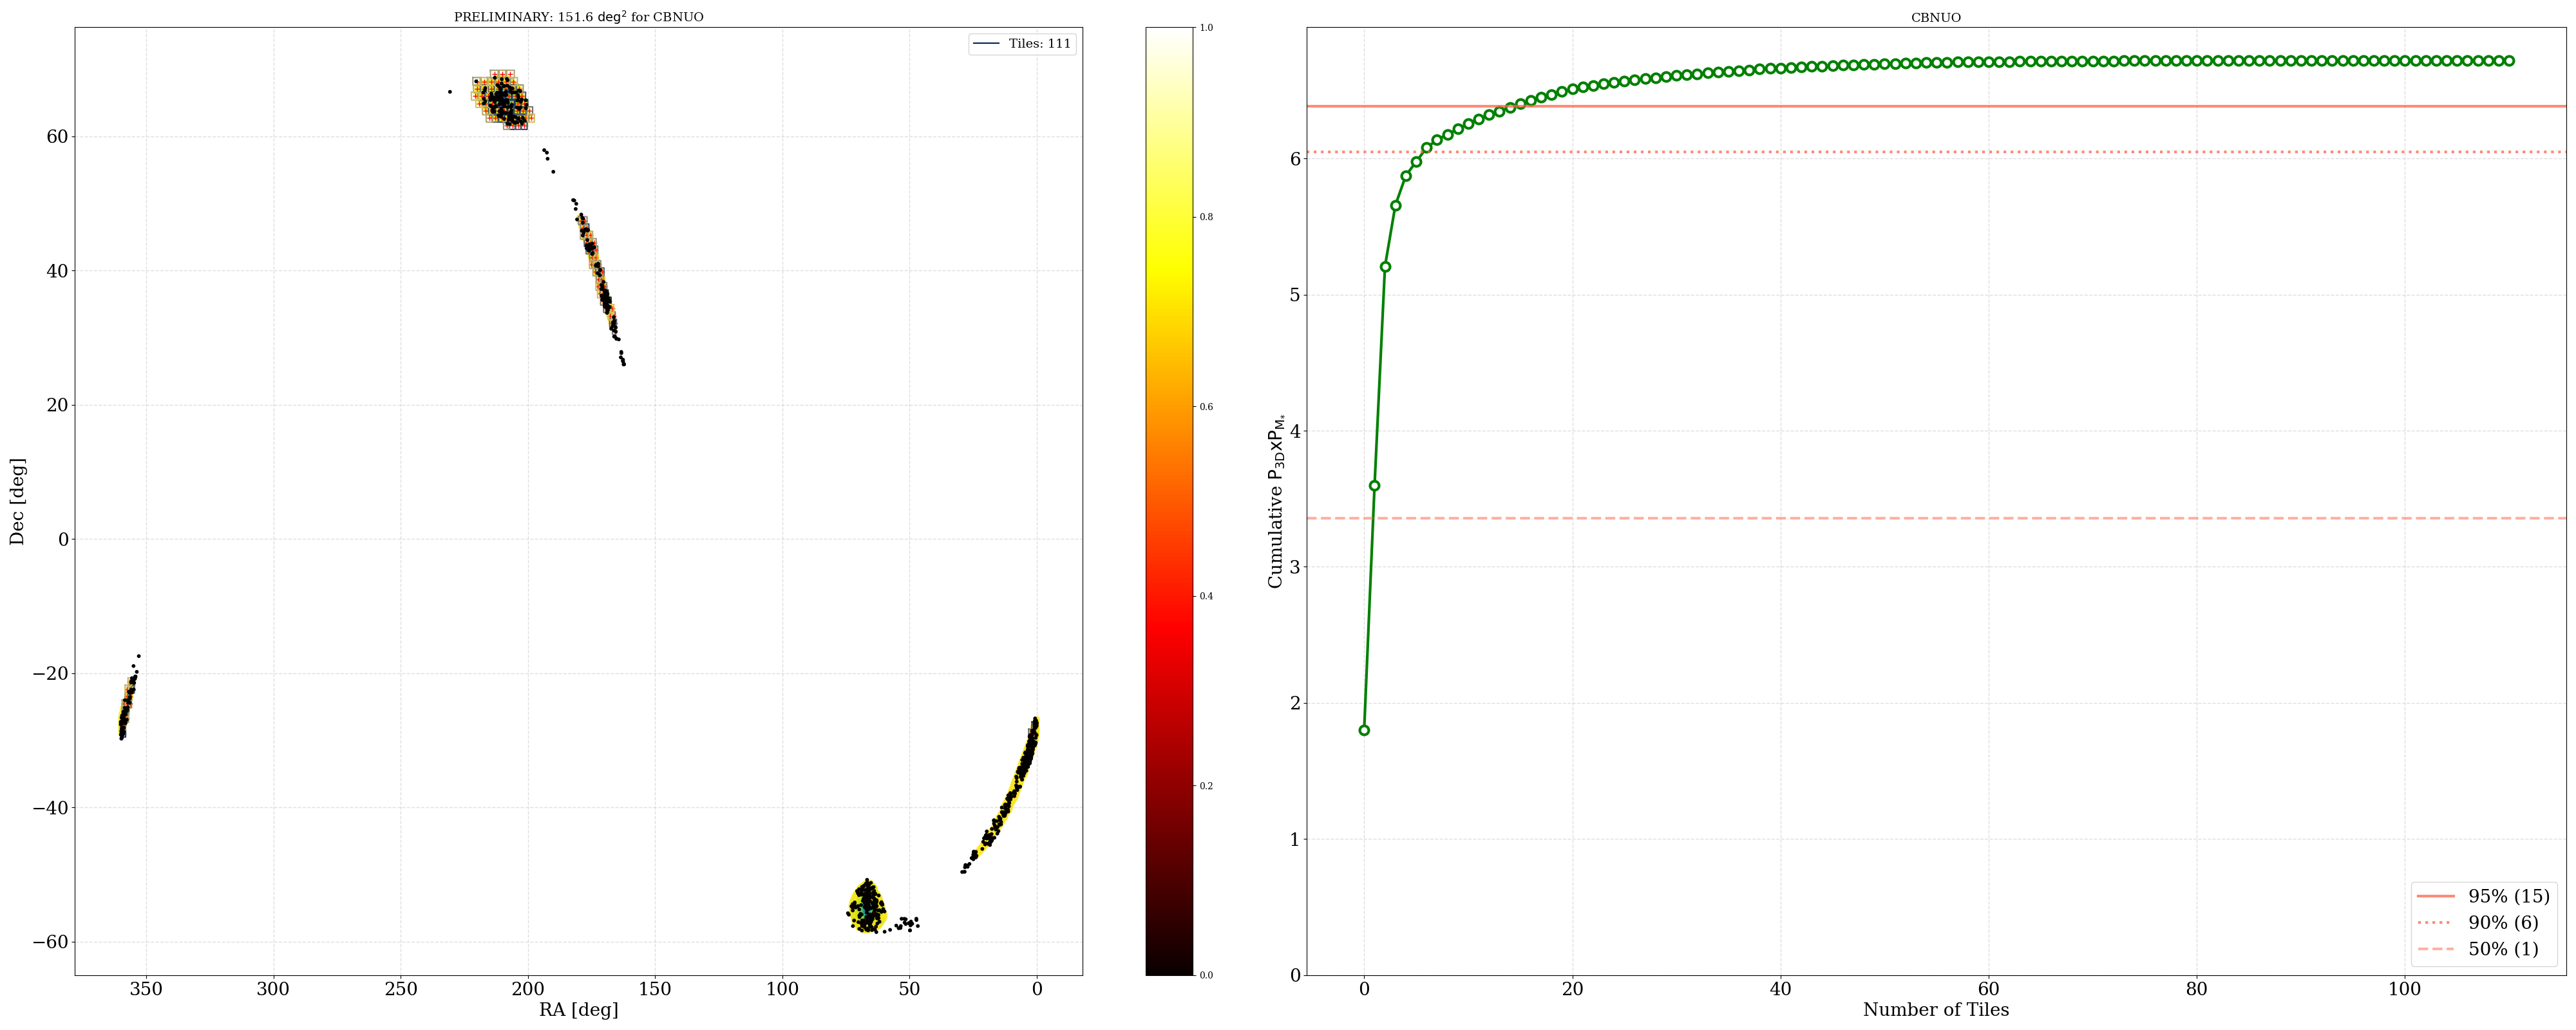 PRELIMINARY: 151.6 deg² for CBNUO
Tiles: 111
60
40
20
0
−20
−40
−60
Dec [deg]
350 300 250 200 150 100 50 0
RA [deg]
1.0
0.8
0.6
0.4
0.2
0.0
CBNUO
6
5
4
3
2
1
0
Cumulative P_3DxP_M*
0 20 40 60 80 100
Number of Tiles
95% (15)
90% (6)
50% (1)